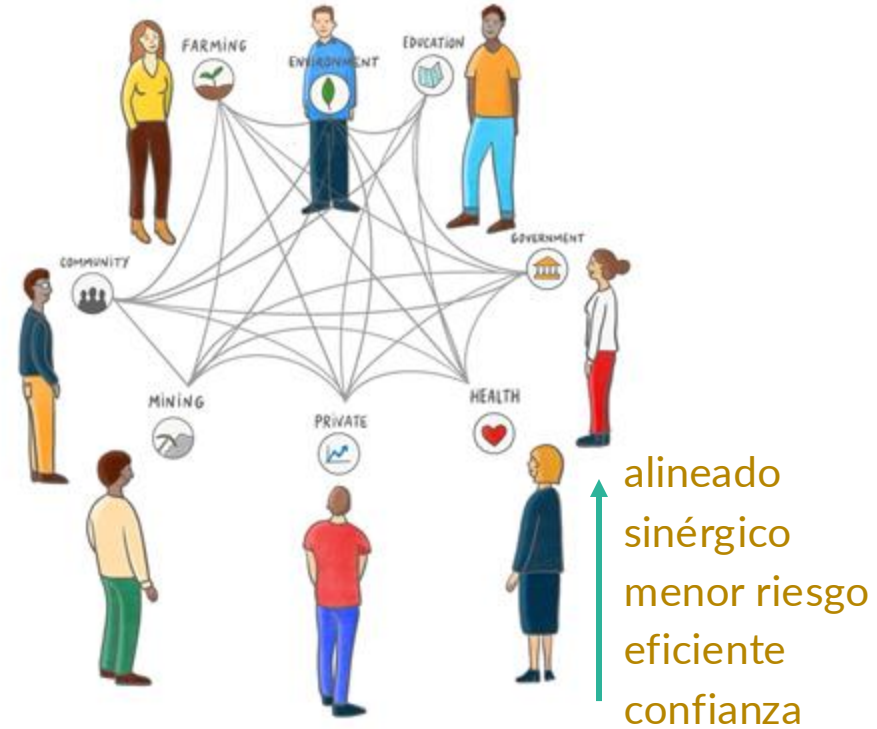 FARMING
ENVIRONMENT
EDUCATION
GOVERNMENT
COMMUNITY
MINING
PRIVATE
HEALTH
alineado
sinérgico
menor riesgo
eficiente
confianza